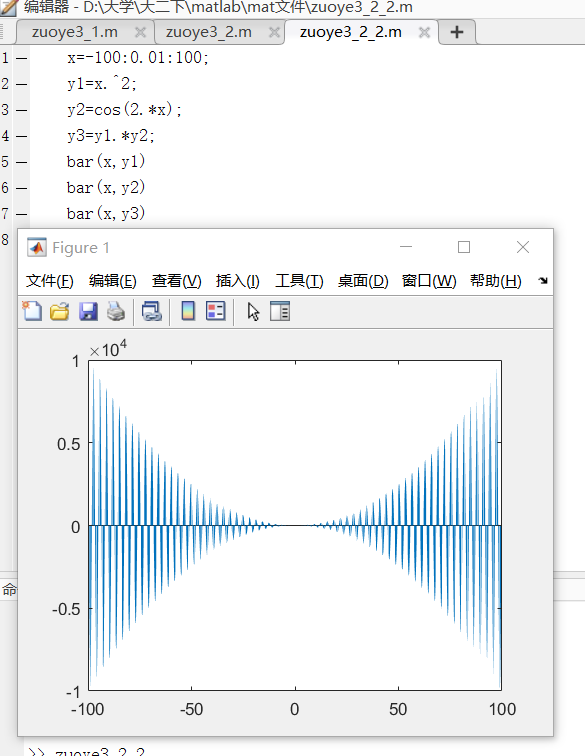 编辑器 - D:\大学\大二下\matlab\mat文件\zuoye3_2_2.m
zuoye3_1.m × zuoye3_2.m × zuoye3_2_2.m × +
1 — x=-100:0.01:100;
2 — y1=x.^2;
3 — y2=cos(2.*x);
4 — y3=y1.*y2;
5 — bar(x,y1)
6 — bar(x,y2)
7 — bar(x,y3)
8
Figure 1
文件(F) 编辑(E) 查看(V) 插入(I) 工具(T) 桌面(D) 窗口(W) 帮助(H)
×10^4
1
0.5
0
-0.5
-1
-100 -50 0 50 100
命
>> zuoye3_2_2